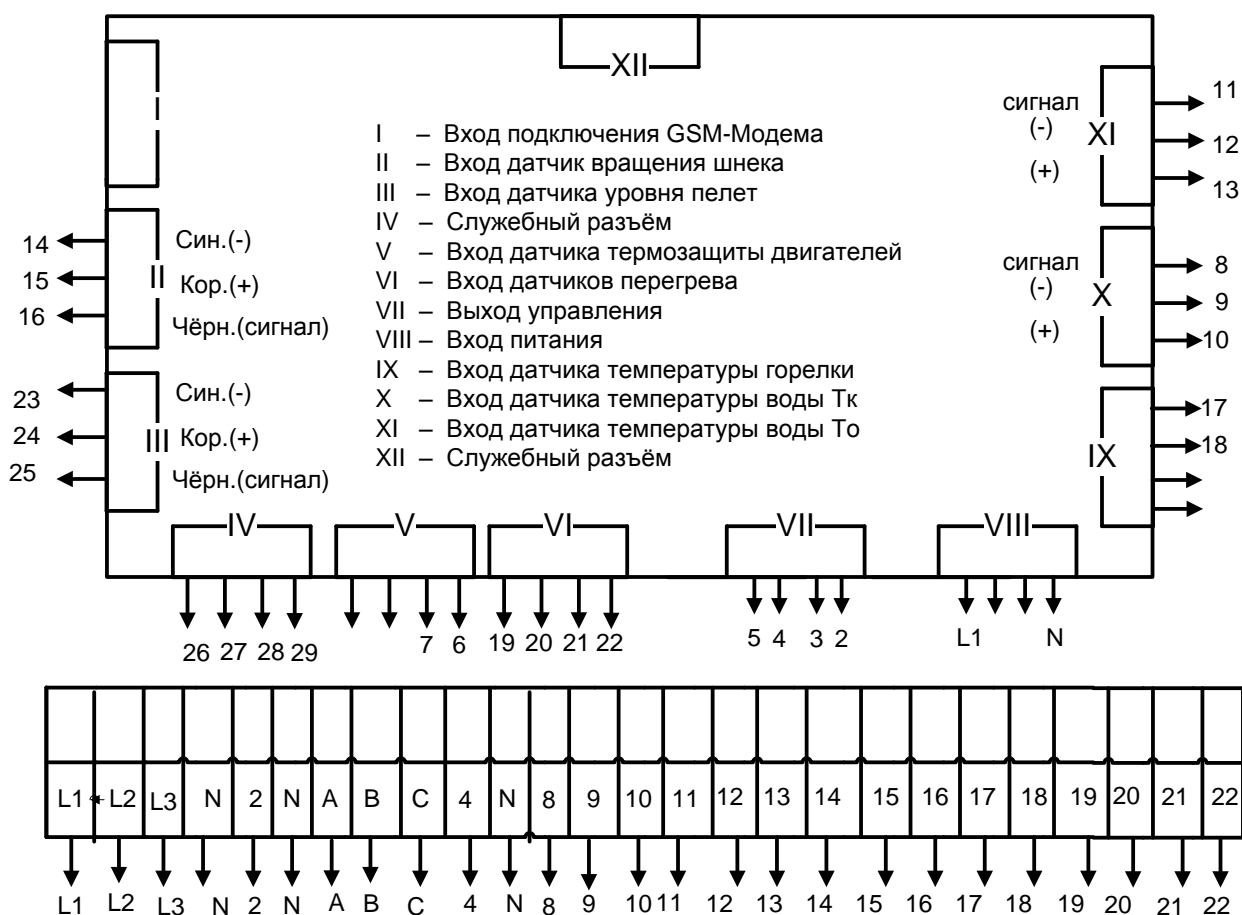 XII
I
I – Вход подключения GSM-Модема
II – Вход датчик вращения шнека
III – Вход датчика уровня пелет
IV – Служебный разъём
V – Вход датчика термозащиты двигателей
VI – Вход датчиков перегрева
VII – Выход управления
VIII – Вход питания
IX – Вход датчика температуры горелки
X – Вход датчика температуры воды Тк
XI – Вход датчика температуры воды То
XII – Служебный разъём
14 Син.(-)
15 II Кор.(+)
16 Чёрн.(сигнал)
23 Син.(-)
24 III Кор.(+)
25 Чёрн.(сигнал)
сигнал 11
(-) XI 12
(+) 13
сигнал 8
(-) X 9
(+) 10
17
IX 18
IV V VI VII VIII
26 27 28 29 7 6 19 20 21 22 5 4 3 2 L1 N
L1 L2 L3 N 2 N A B C 4 N 8 9 10 11 12 13 14 15 16 17 18 19 20 21 22
L1 L2 L3 N 2 N A B C 4 N 8 9 10 11 12 13 14 15 16 17 18 19 20 21 22